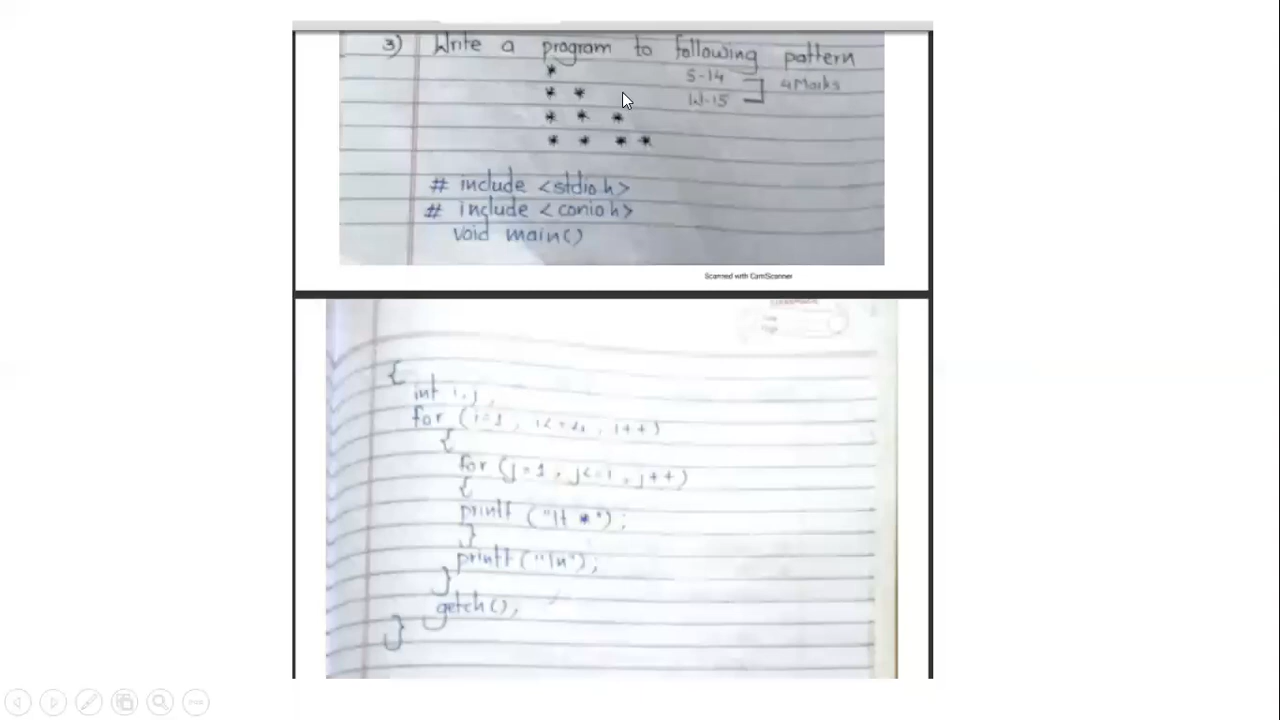 3) Write a program to following pattern
*
S-14
* *
4 Marks
W-15
* * *
* * * *
# include <stdio.h>
# include <conio.h>
void main()
Scanned with CamScanner
{
int i, j ;
for (i=1 ; i<=4 ; i++)
{
for (j=1 ; j<=i ; j++)
{
printf ("\t *");
}
printf ("\n");
}
getch();
}